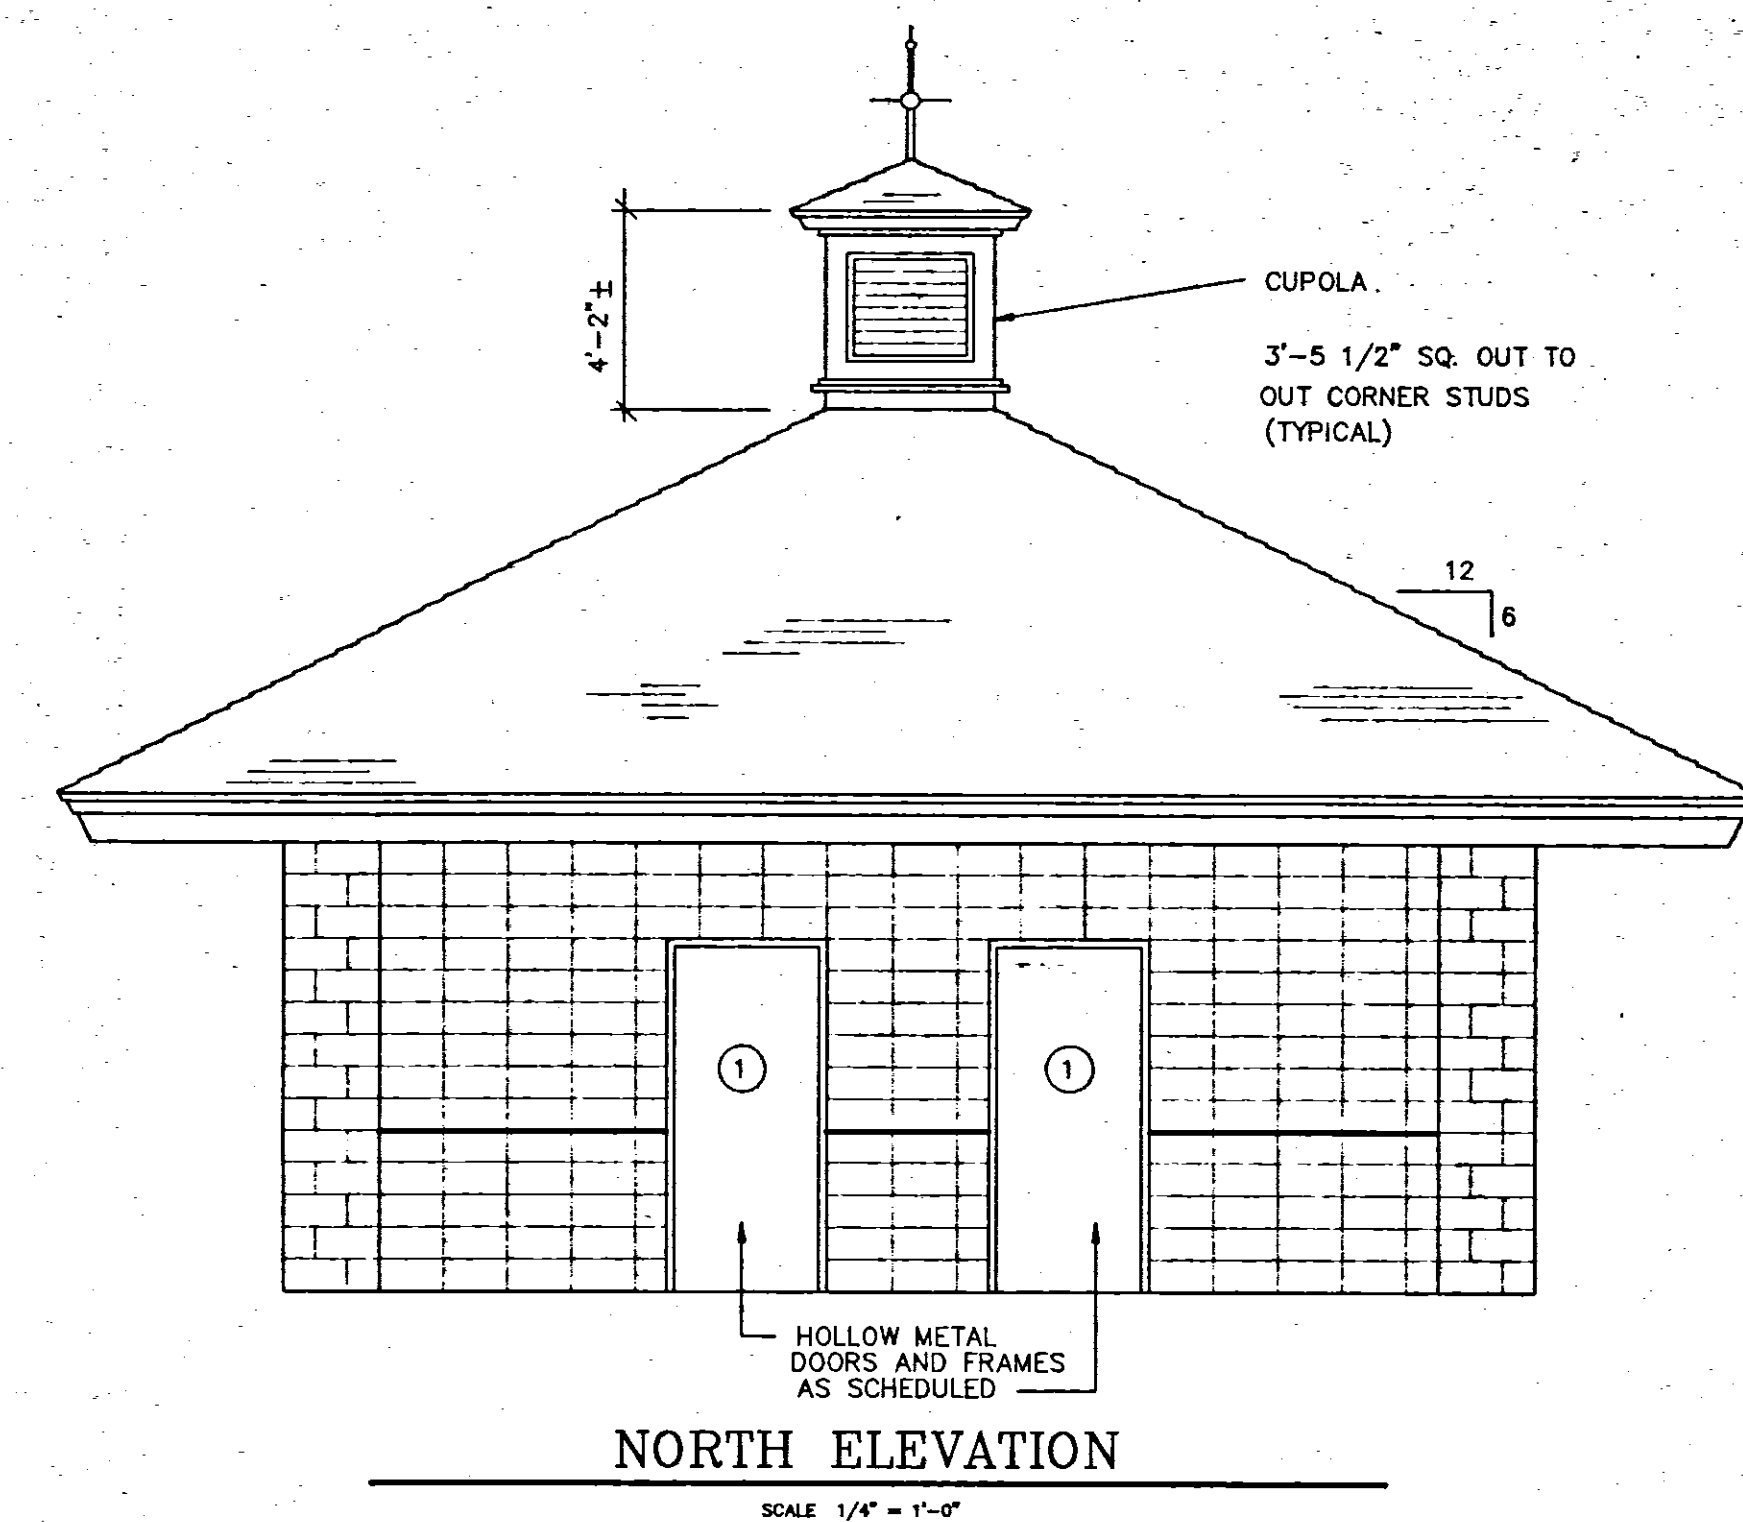 4'-2"±
CUPOLA
3'-5 1/2" SQ. OUT TO
OUT CORNER STUDS
(TYPICAL)
12
6
1
1
HOLLOW METAL
DOORS AND FRAMES
AS SCHEDULED
NORTH ELEVATION
SCALE 1/4" = 1'-0"